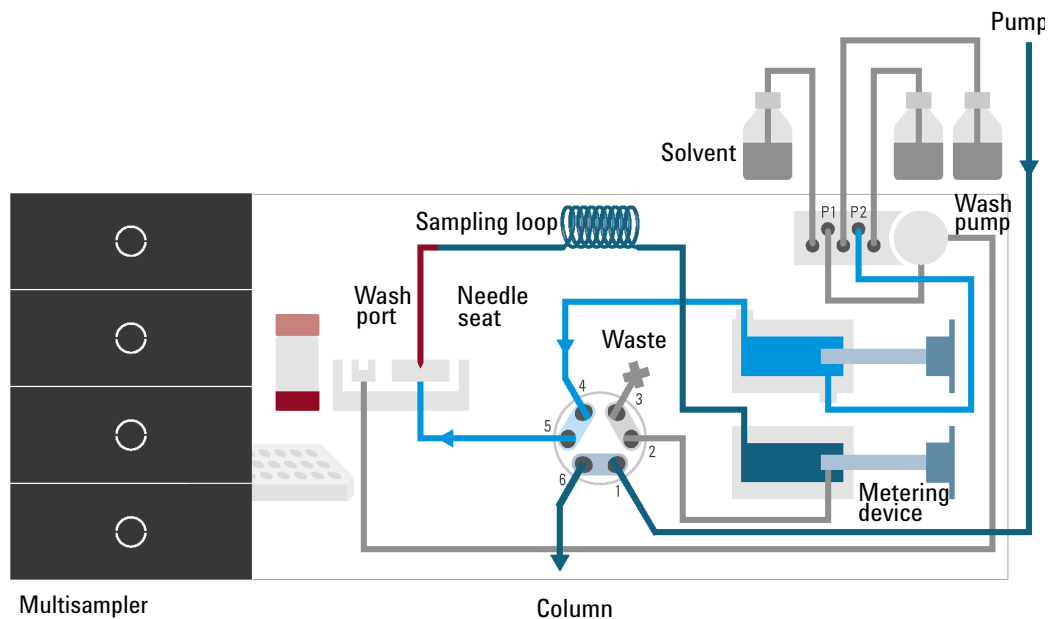 Pump
Solvent
P1
P2
Wash
pump
Sampling loop
Wash
port
Needle
seat
Waste
4
3
5
2
6
1
Metering
device
Multisampler
Column